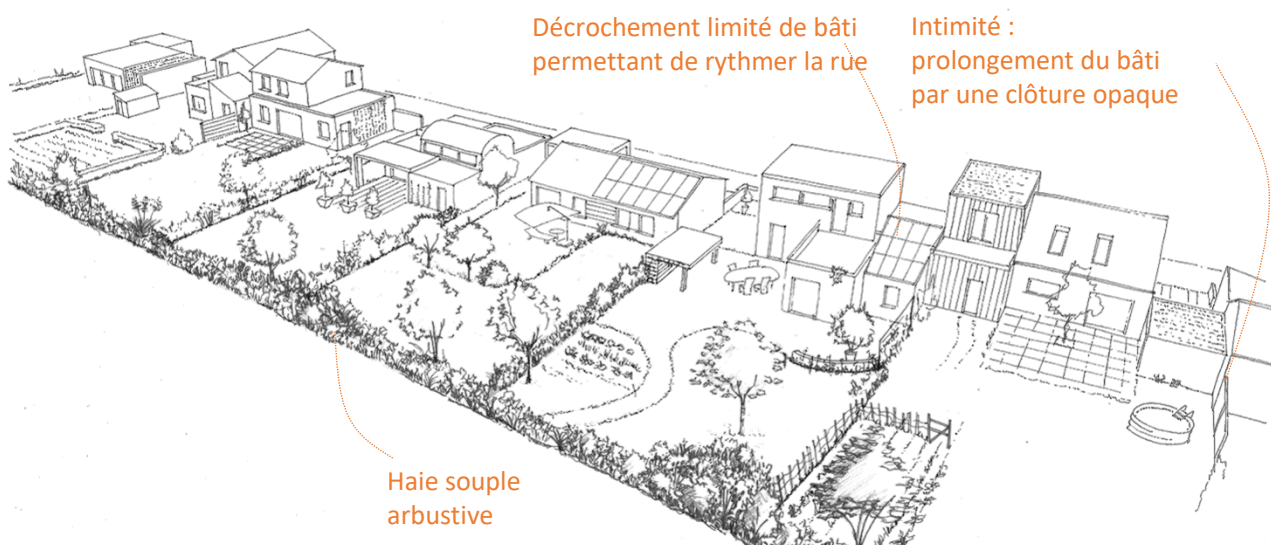 Décrochement limité de bâti
permettant de rythmer la rue
Intimité :
prolongement du bâti
par une clôture opaque
Haie souple
arbustive